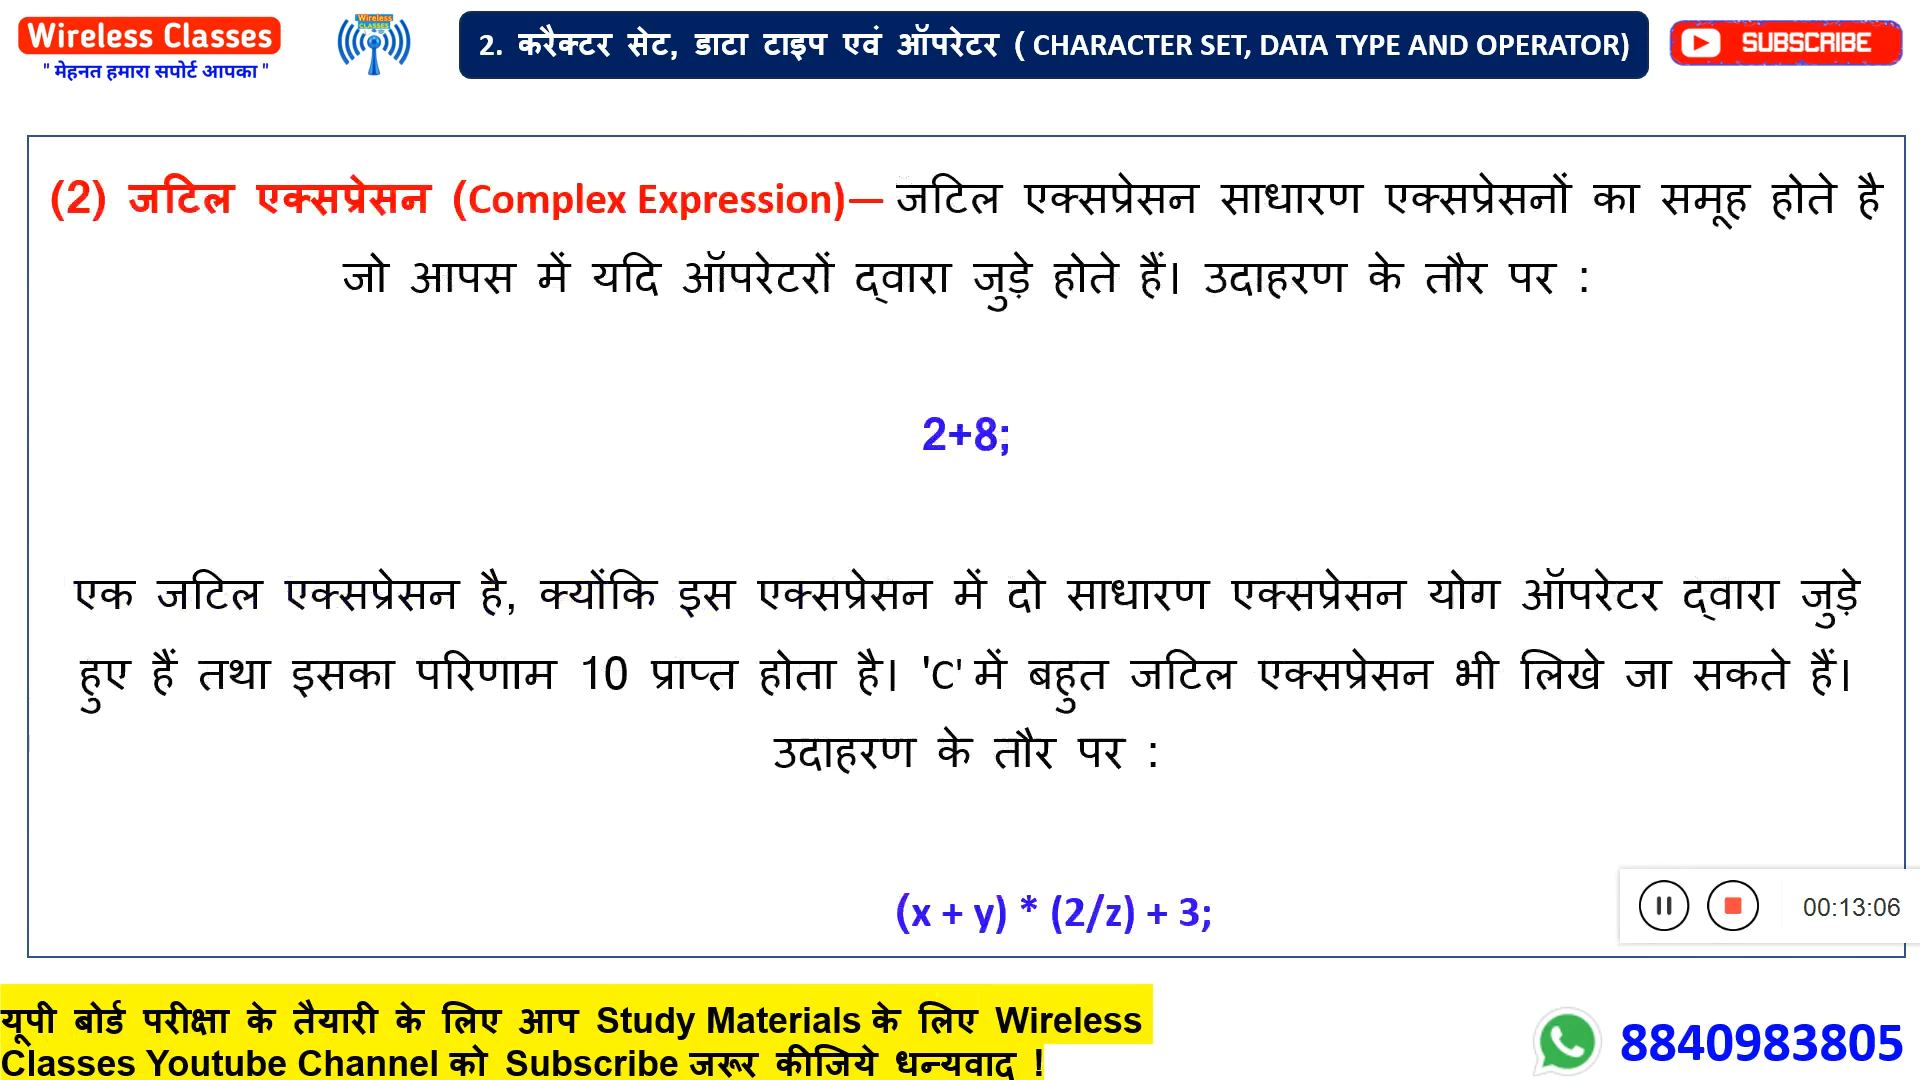 Wireless Classes
" मेहनत हमारा सपोर्ट आपका "
Wireless
CLASSES
2. करैक्टर सेट, डाटा टाइप एवं ऑपरेटर ( CHARACTER SET, DATA TYPE AND OPERATOR)
SUBSCRIBE
(2) जटिल एक्सप्रेसन (Complex Expression)— जटिल एक्सप्रेसन साधारण एक्सप्रेसनों का समूह होते है
जो आपस में यदि ऑपरेटरों द्वारा जुड़े होते हैं। उदाहरण के तौर पर :
2+8;
एक जटिल एक्सप्रेसन है, क्योंकि इस एक्सप्रेसन में दो साधारण एक्सप्रेसन योग ऑपरेटर द्वारा जुड़े
हुए हैं तथा इसका परिणाम 10 प्राप्त होता है। 'C' में बहुत जटिल एक्सप्रेसन भी लिखे जा सकते हैं।
उदाहरण के तौर पर :
(x + y) * (2/z) + 3;
00:13:06
यूपी बोर्ड परीक्षा के तैयारी के लिए आप Study Materials के लिए Wireless
Classes Youtube Channel को Subscribe जरूर कीजिये धन्यवाद !
8840983805